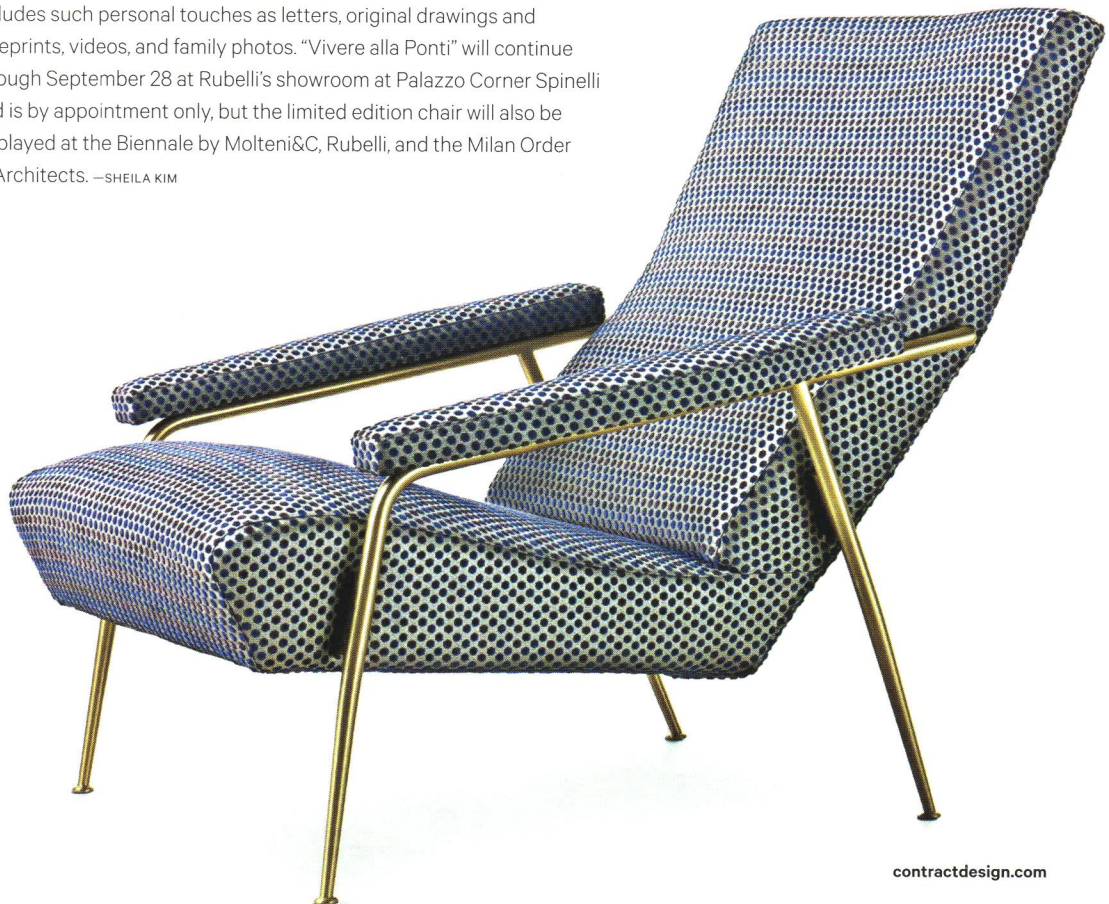 ludes such personal touches as letters, original drawings and
eprints, videos, and family photos. “Vivere alla Ponti” will continue
ough September 28 at Rubelli’s showroom at Palazzo Corner Spinelli
d is by appointment only, but the limited edition chair will also be
played at the Biennale by Molteni&C, Rubelli, and the Milan Order
Architects. —SHEILA KIM
contractdesign.com